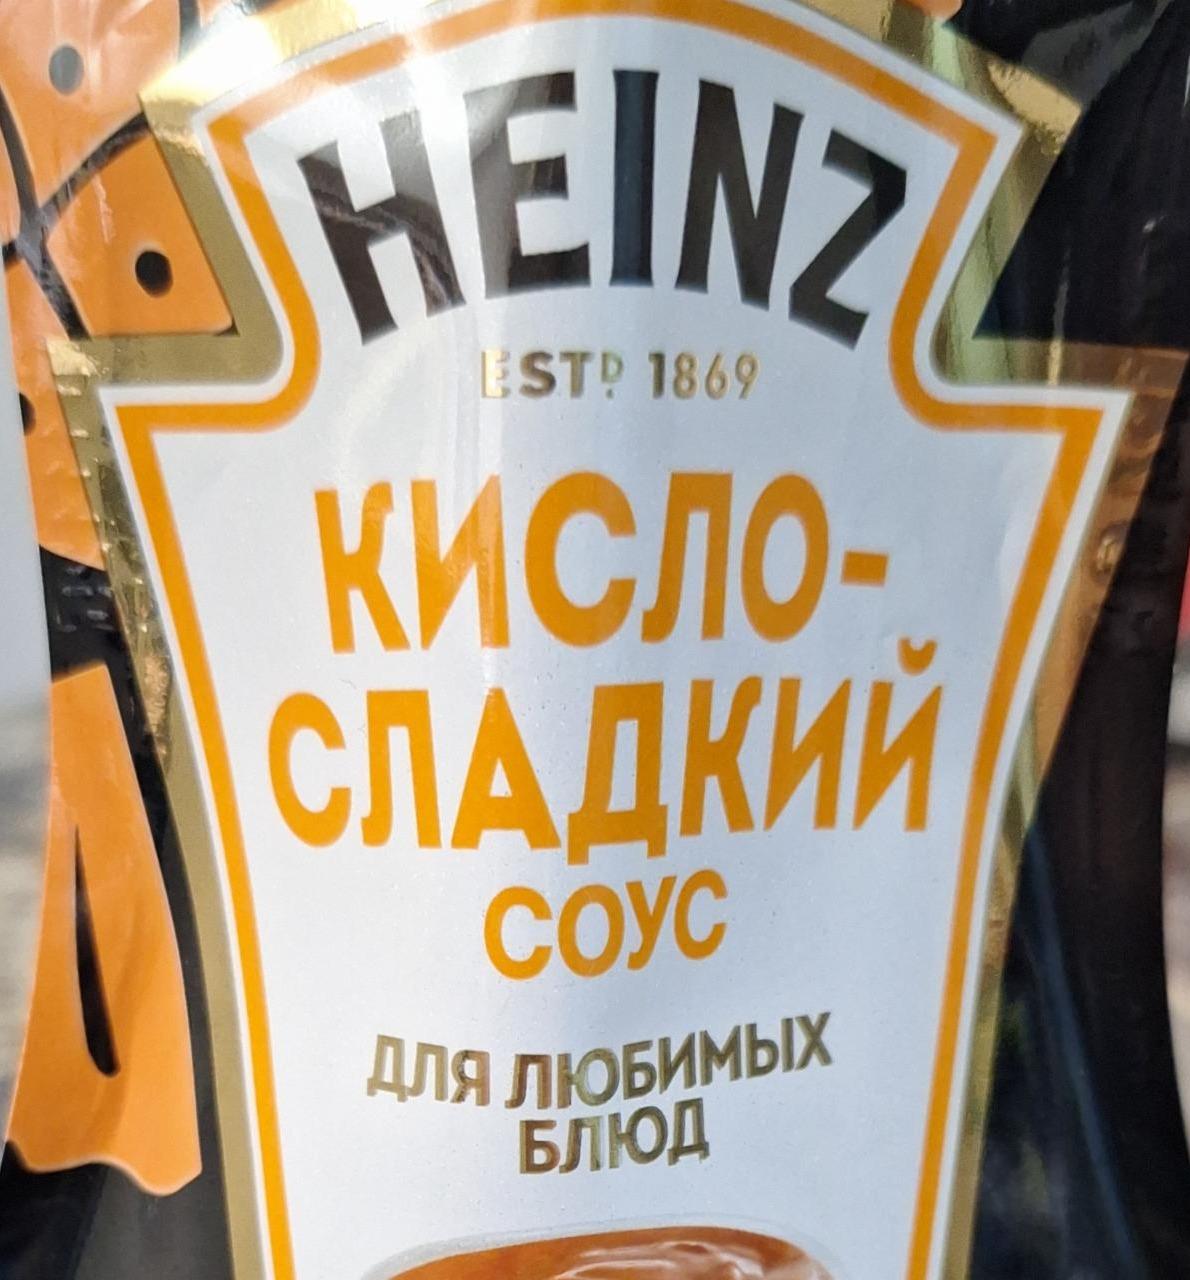 HEINZ
ESTD. 1869
КИСЛО-
СЛАДКИЙ
СОУС
ДЛЯ ЛЮБИМЫХ
БЛЮД